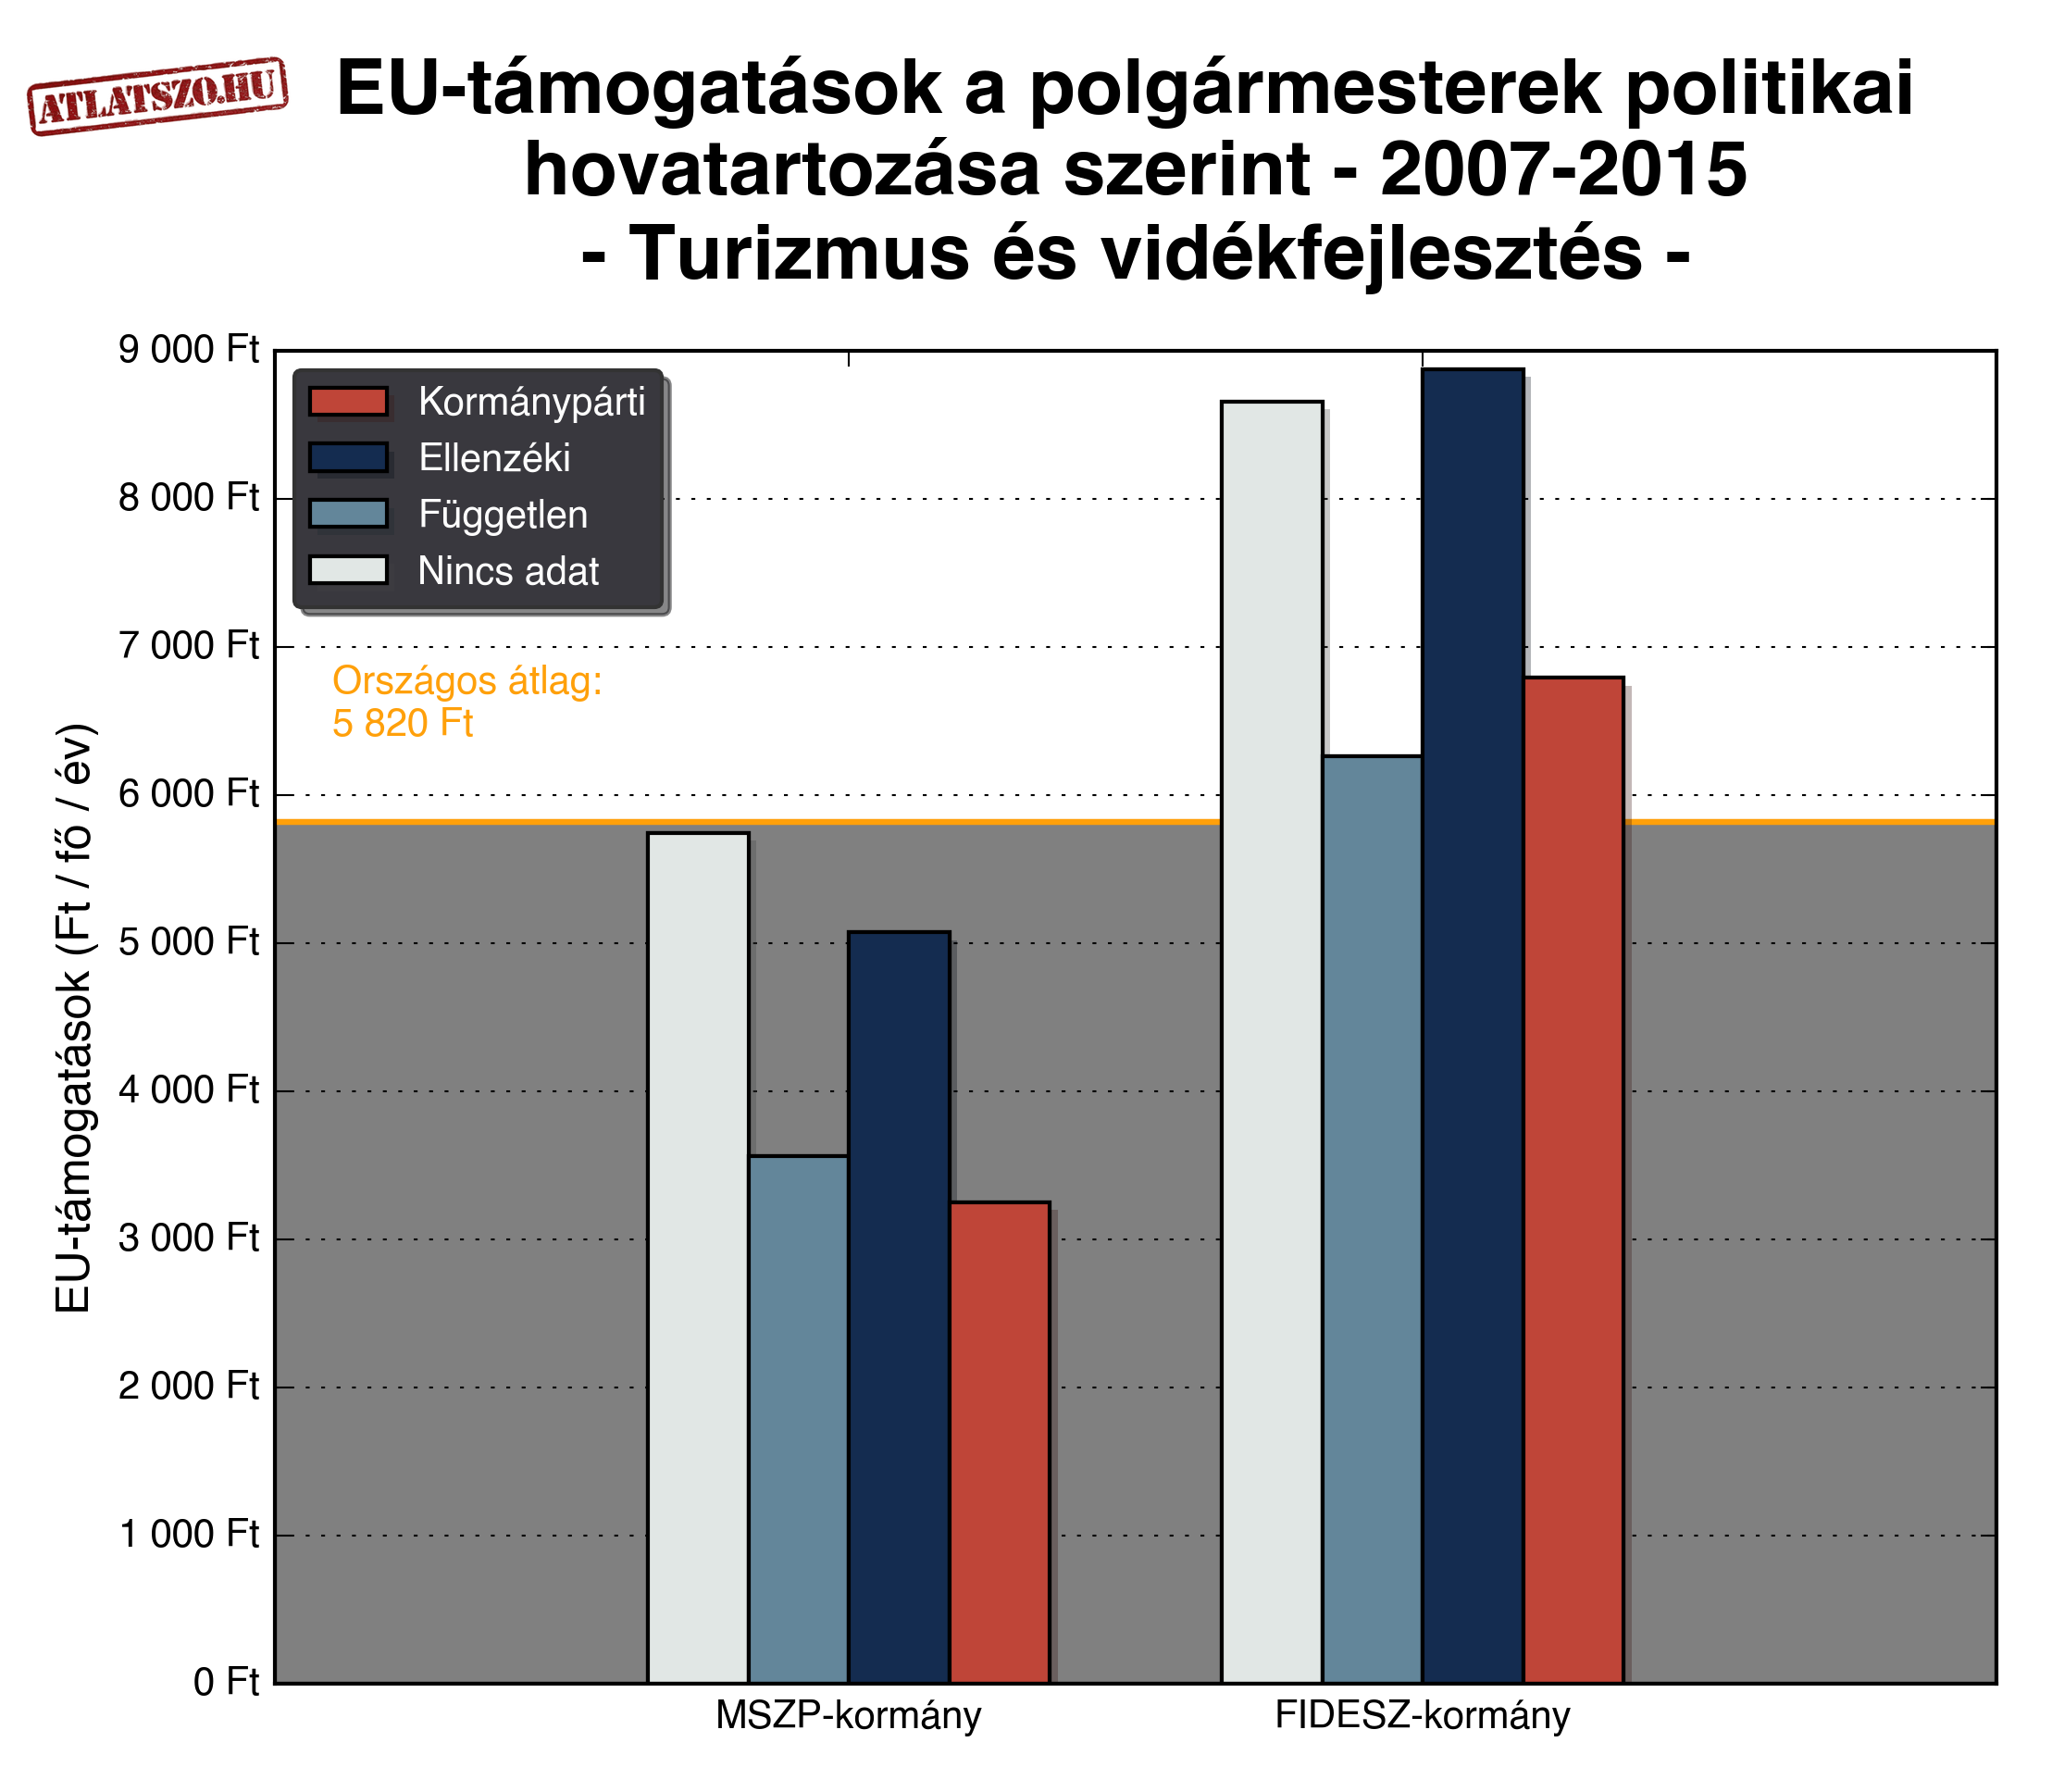 ATLATSZO.HU
EU-támogatások a polgármesterek politikai
hovatartozása szerint - 2007-2015
- Turizmus és vidékfejlesztés -
EU-támogatások (Ft / fő / év)
9 000 Ft
8 000 Ft
7 000 Ft
6 000 Ft
5 000 Ft
4 000 Ft
3 000 Ft
2 000 Ft
1 000 Ft
0 Ft
Kormánypárti
Ellenzéki
Független
Nincs adat
Országos átlag:
5 820 Ft
MSZP-kormány
FIDESZ-kormány